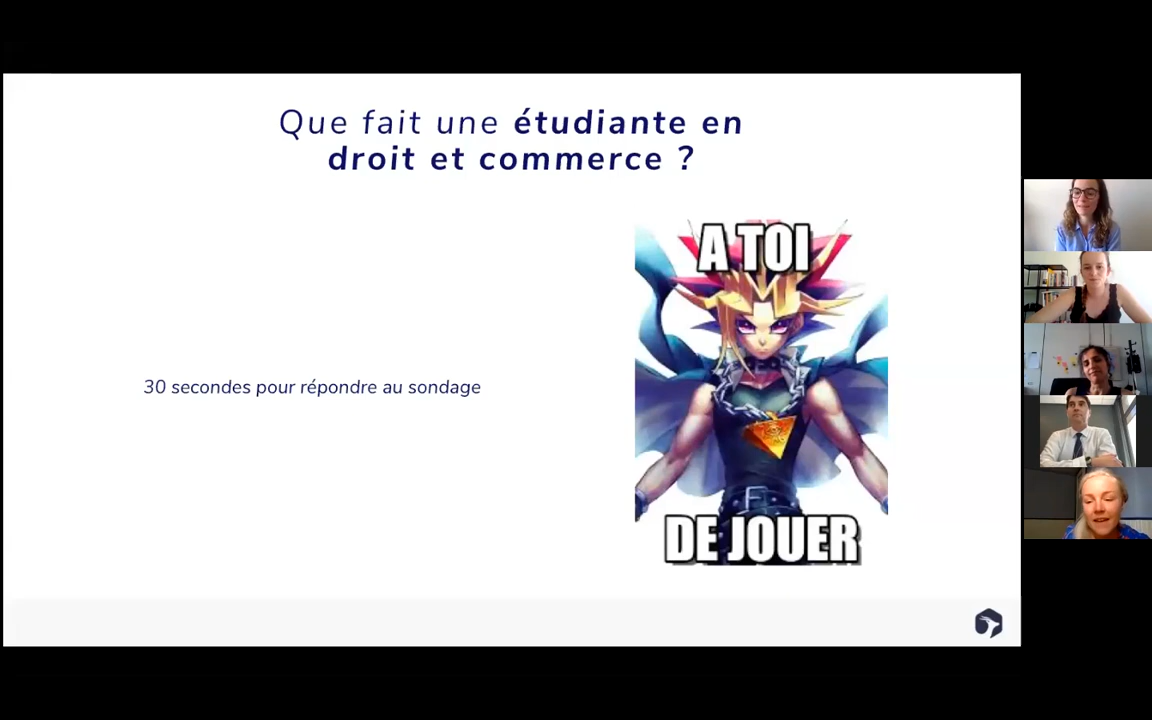 Que fait une étudiante en
droit et commerce ?
A TOI
30 secondes pour répondre au sondage
DE JOUER